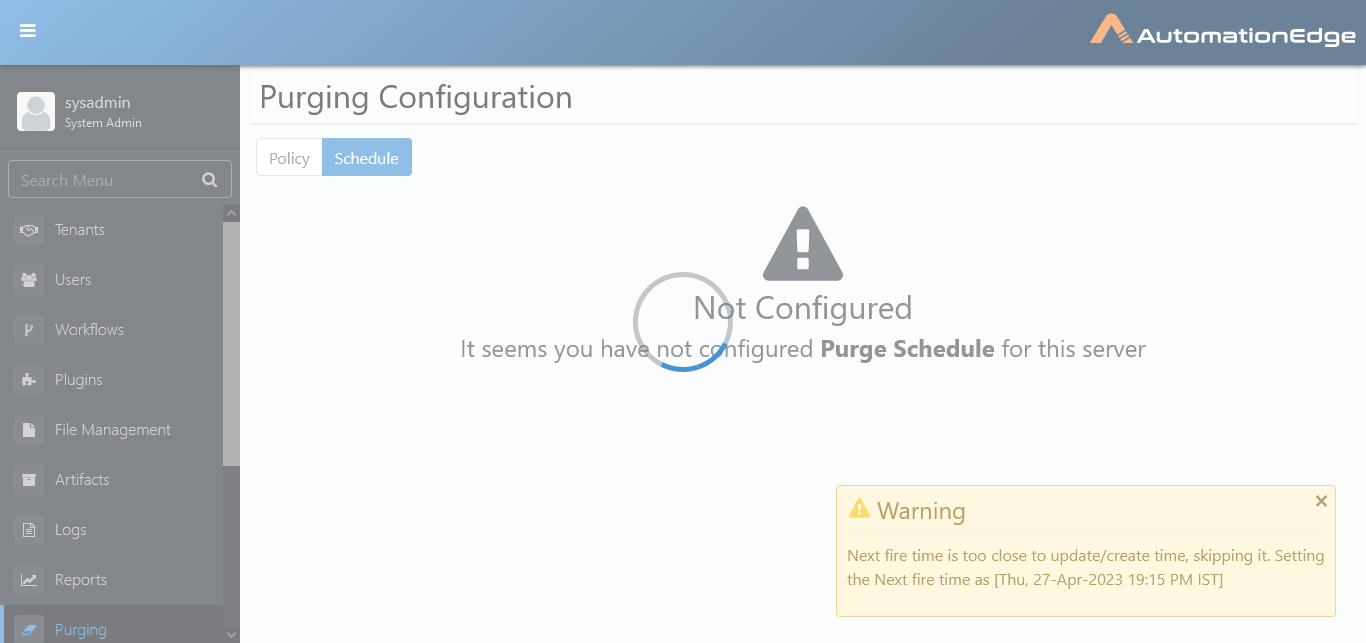 AutomationEdge
sysadmin
System Admin
Search Menu
Tenants
Users
Workflows
Plugins
File Management
Artifacts
Logs
Reports
Purging
Purging Configuration
Policy
Schedule
Not Configured
It seems you have not configured Purge Schedule for this server
Warning
Next fire time is too close to update/create time, skipping it. Setting
the Next fire time as [Thu, 27-Apr-2023 19:15 PM IST]